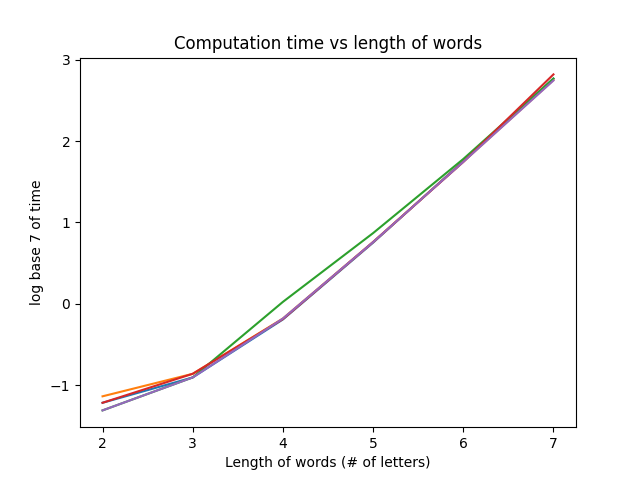 Computation time vs length of words
3
2
1
0
−1
log base 7 of time
2 3 4 5 6 7
Length of words (# of letters)